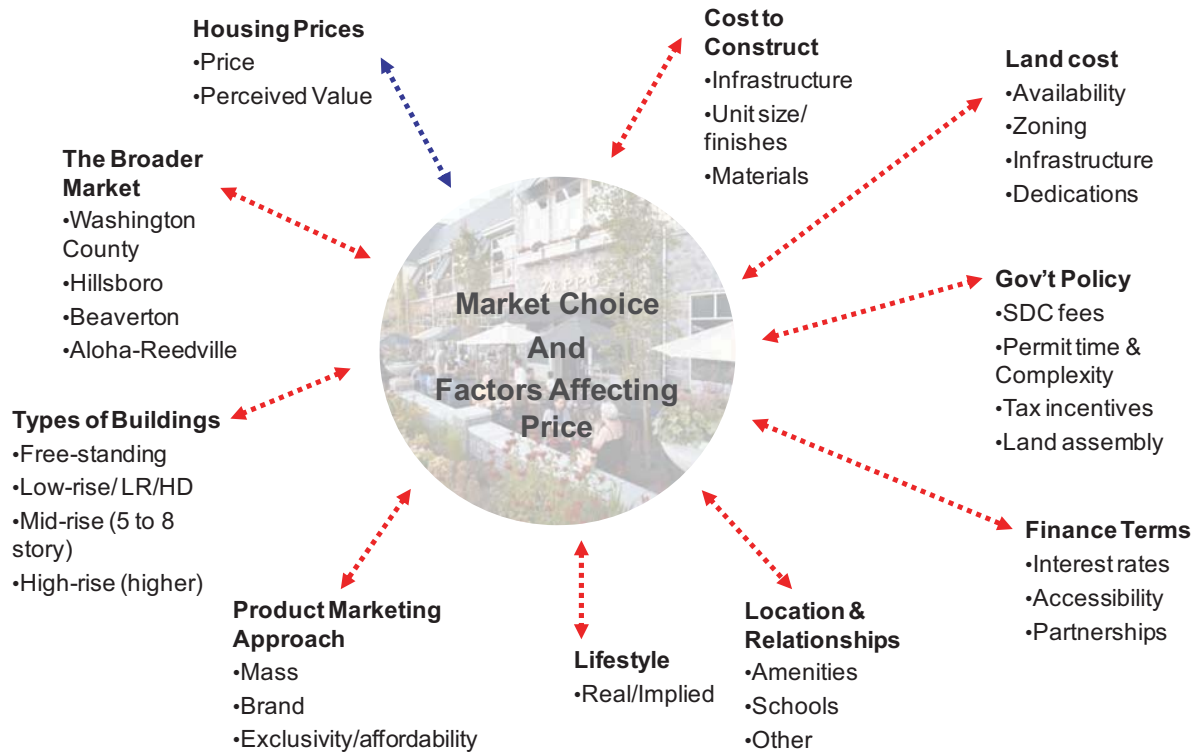 Housing Prices
•Price
•Perceived Value
Cost to
Construct
•Infrastructure
•Unit size/
finishes
•Materials
Land cost
•Availability
•Zoning
•Infrastructure
•Dedications
The Broader
Market
•Washington
County
•Hillsboro
•Beaverton
•Aloha-Reedville
Market Choice
And
Factors Affecting
Price
Gov't Policy
•SDC fees
•Permit time &
Complexity
•Tax incentives
•Land assembly
Types of Buildings
•Free-standing
•Low-rise/ LR/HD
•Mid-rise (5 to 8
story)
•High-rise (higher)
Finance Terms
•Interest rates
•Accessibility
•Partnerships
Product Marketing
Approach
•Mass
•Brand
•Exclusivity/affordability
Lifestyle
•Real/Implied
Location &
Relationships
•Amenities
•Schools
•Other